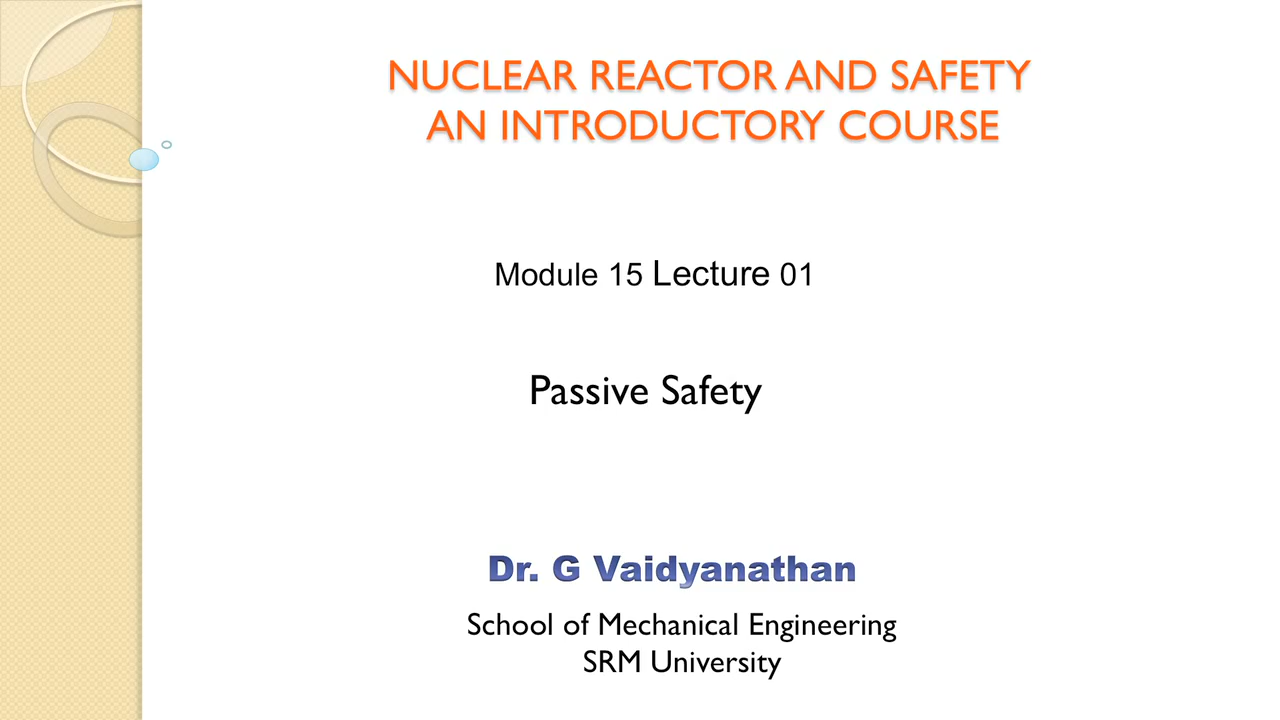 NUCLEAR REACTOR AND SAFETY
AN INTRODUCTORY COURSE
Module 15 Lecture 01
Passive Safety
Dr. G Vaidyanathan
School of Mechanical Engineering
SRM University